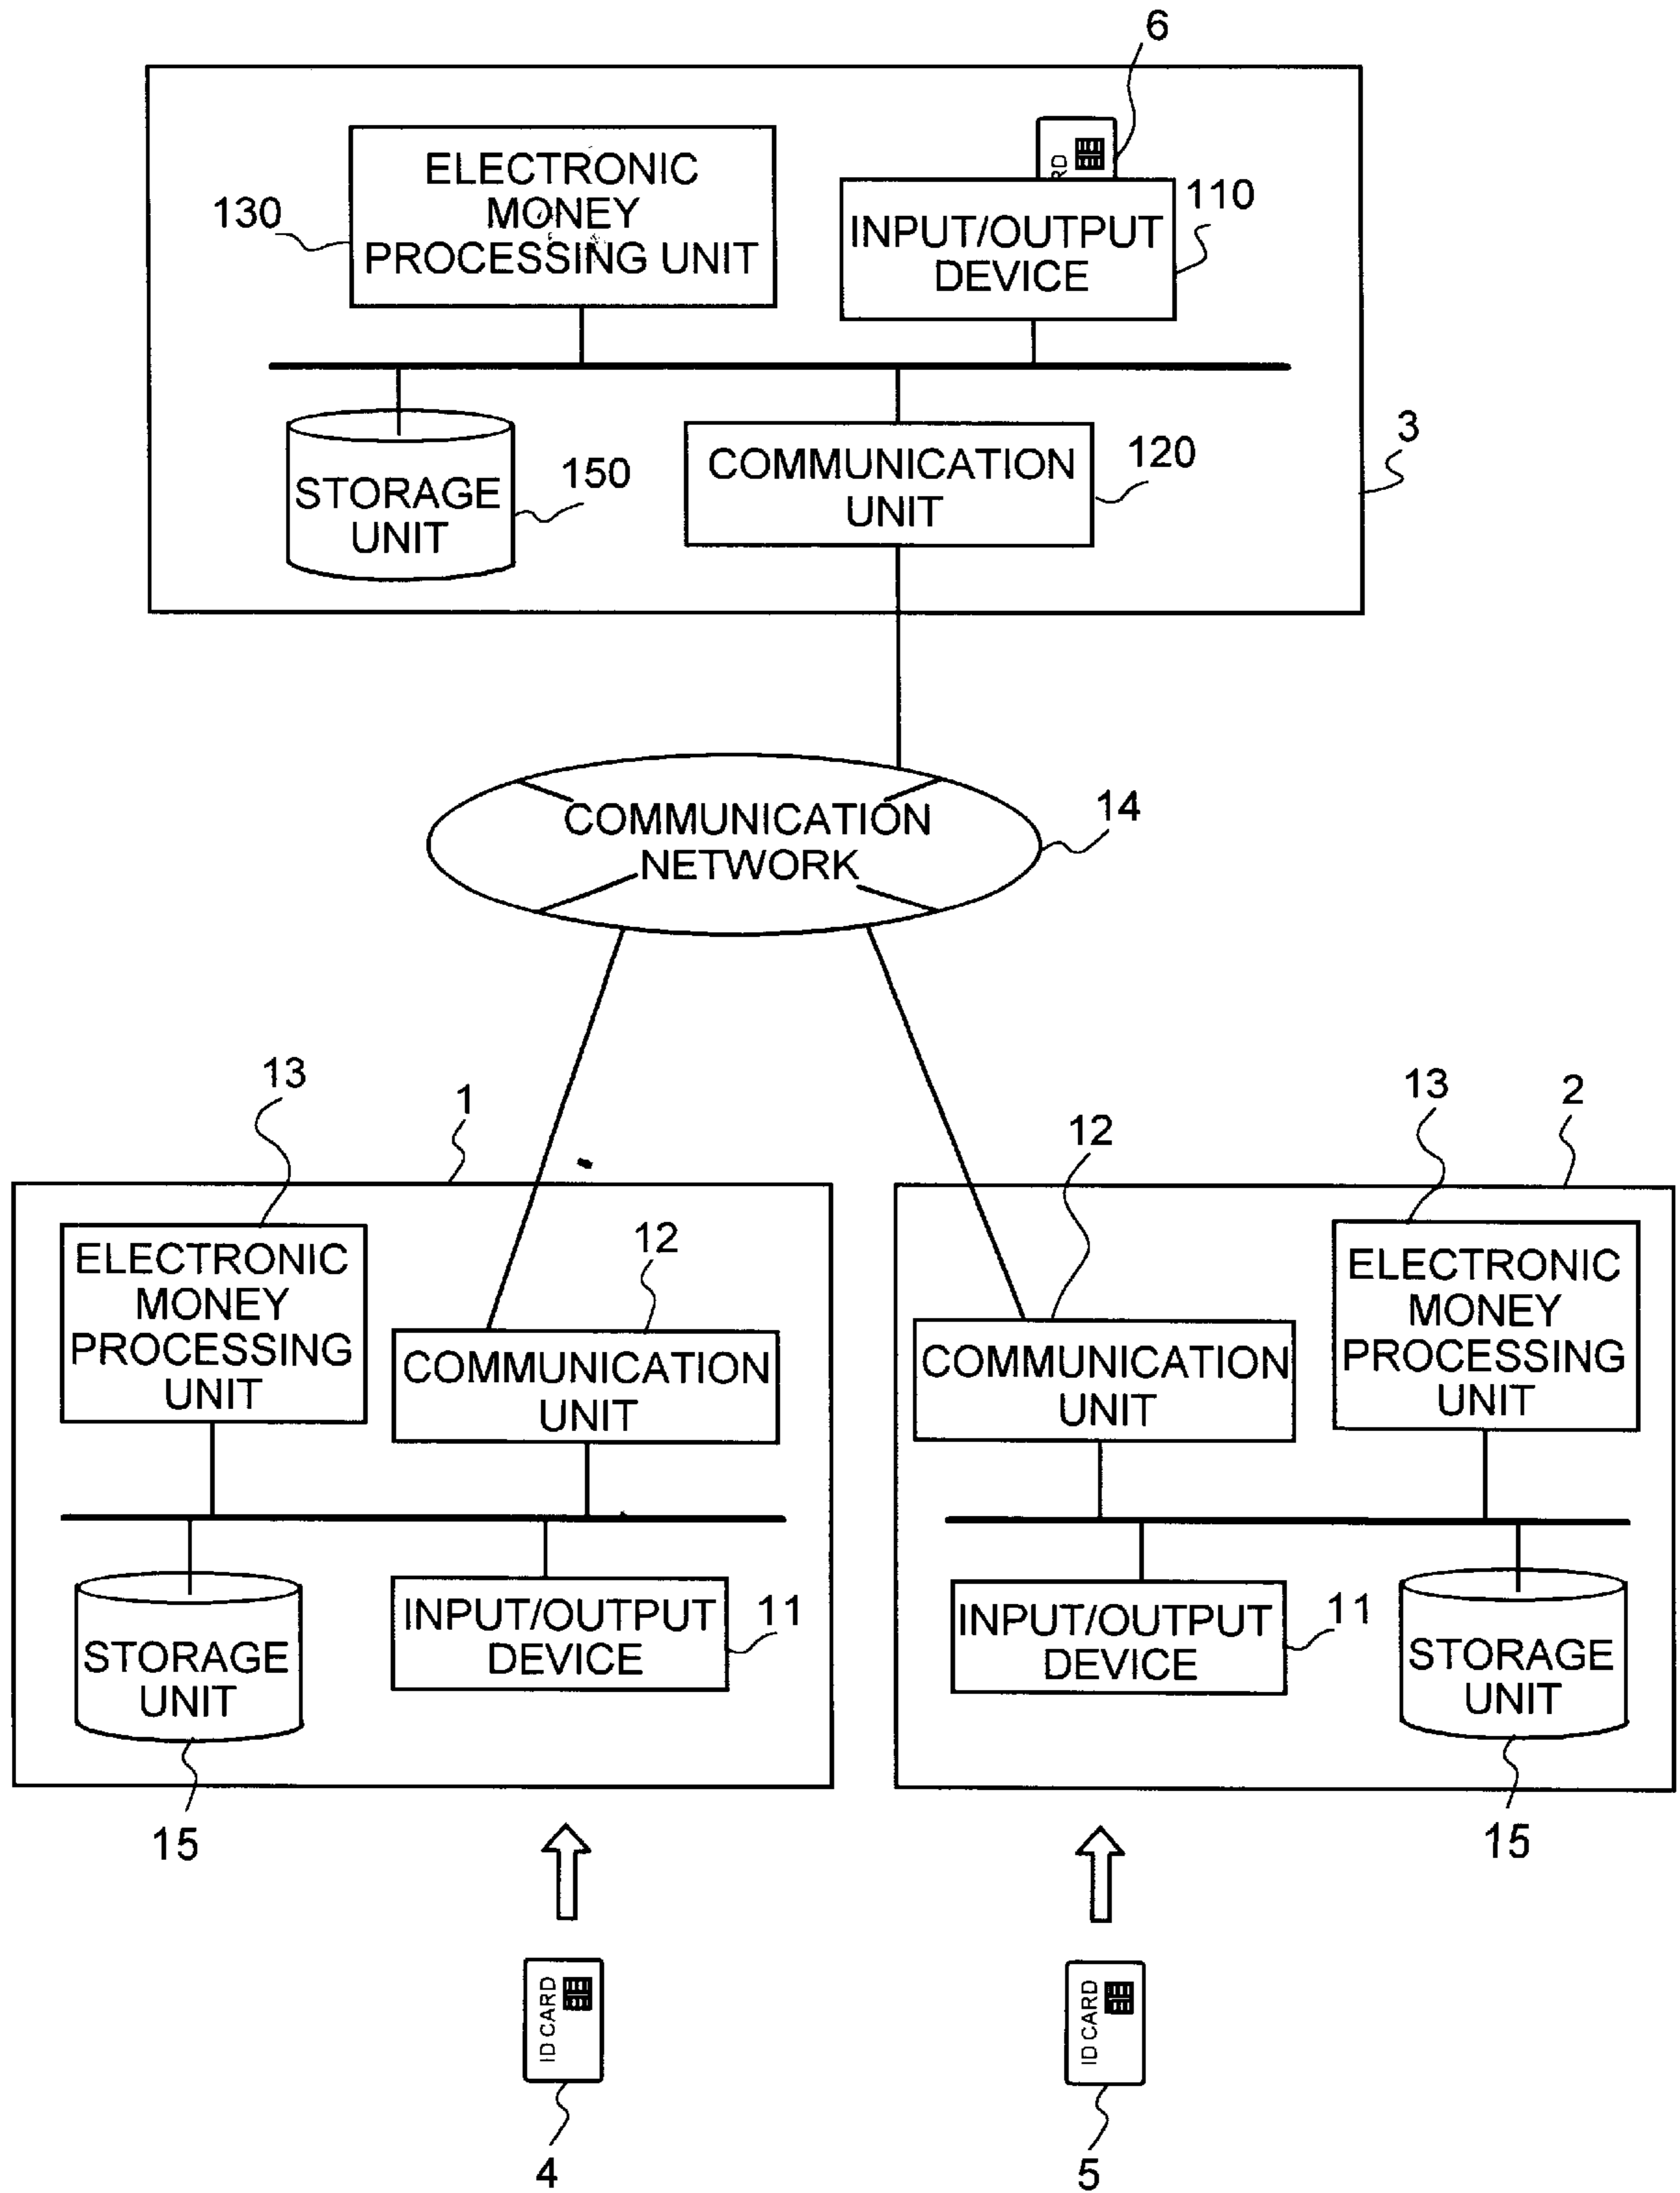 6
ELECTRONIC
MONEY
PROCESSING UNIT
130
RD
INPUT/OUTPUT
DEVICE
110
STORAGE
UNIT
150
COMMUNICATION
UNIT
120
3
COMMUNICATION
NETWORK
14
13
1
ELECTRONIC
MONEY
PROCESSING
UNIT
12
COMMUNICATION
UNIT
STORAGE
UNIT
15
INPUT/OUTPUT
DEVICE
11
12
13
2
COMMUNICATION
UNIT
ELECTRONIC
MONEY
PROCESSING
UNIT
INPUT/OUTPUT
DEVICE
11
STORAGE
UNIT
15
ID CARD
4
ID CARD
5